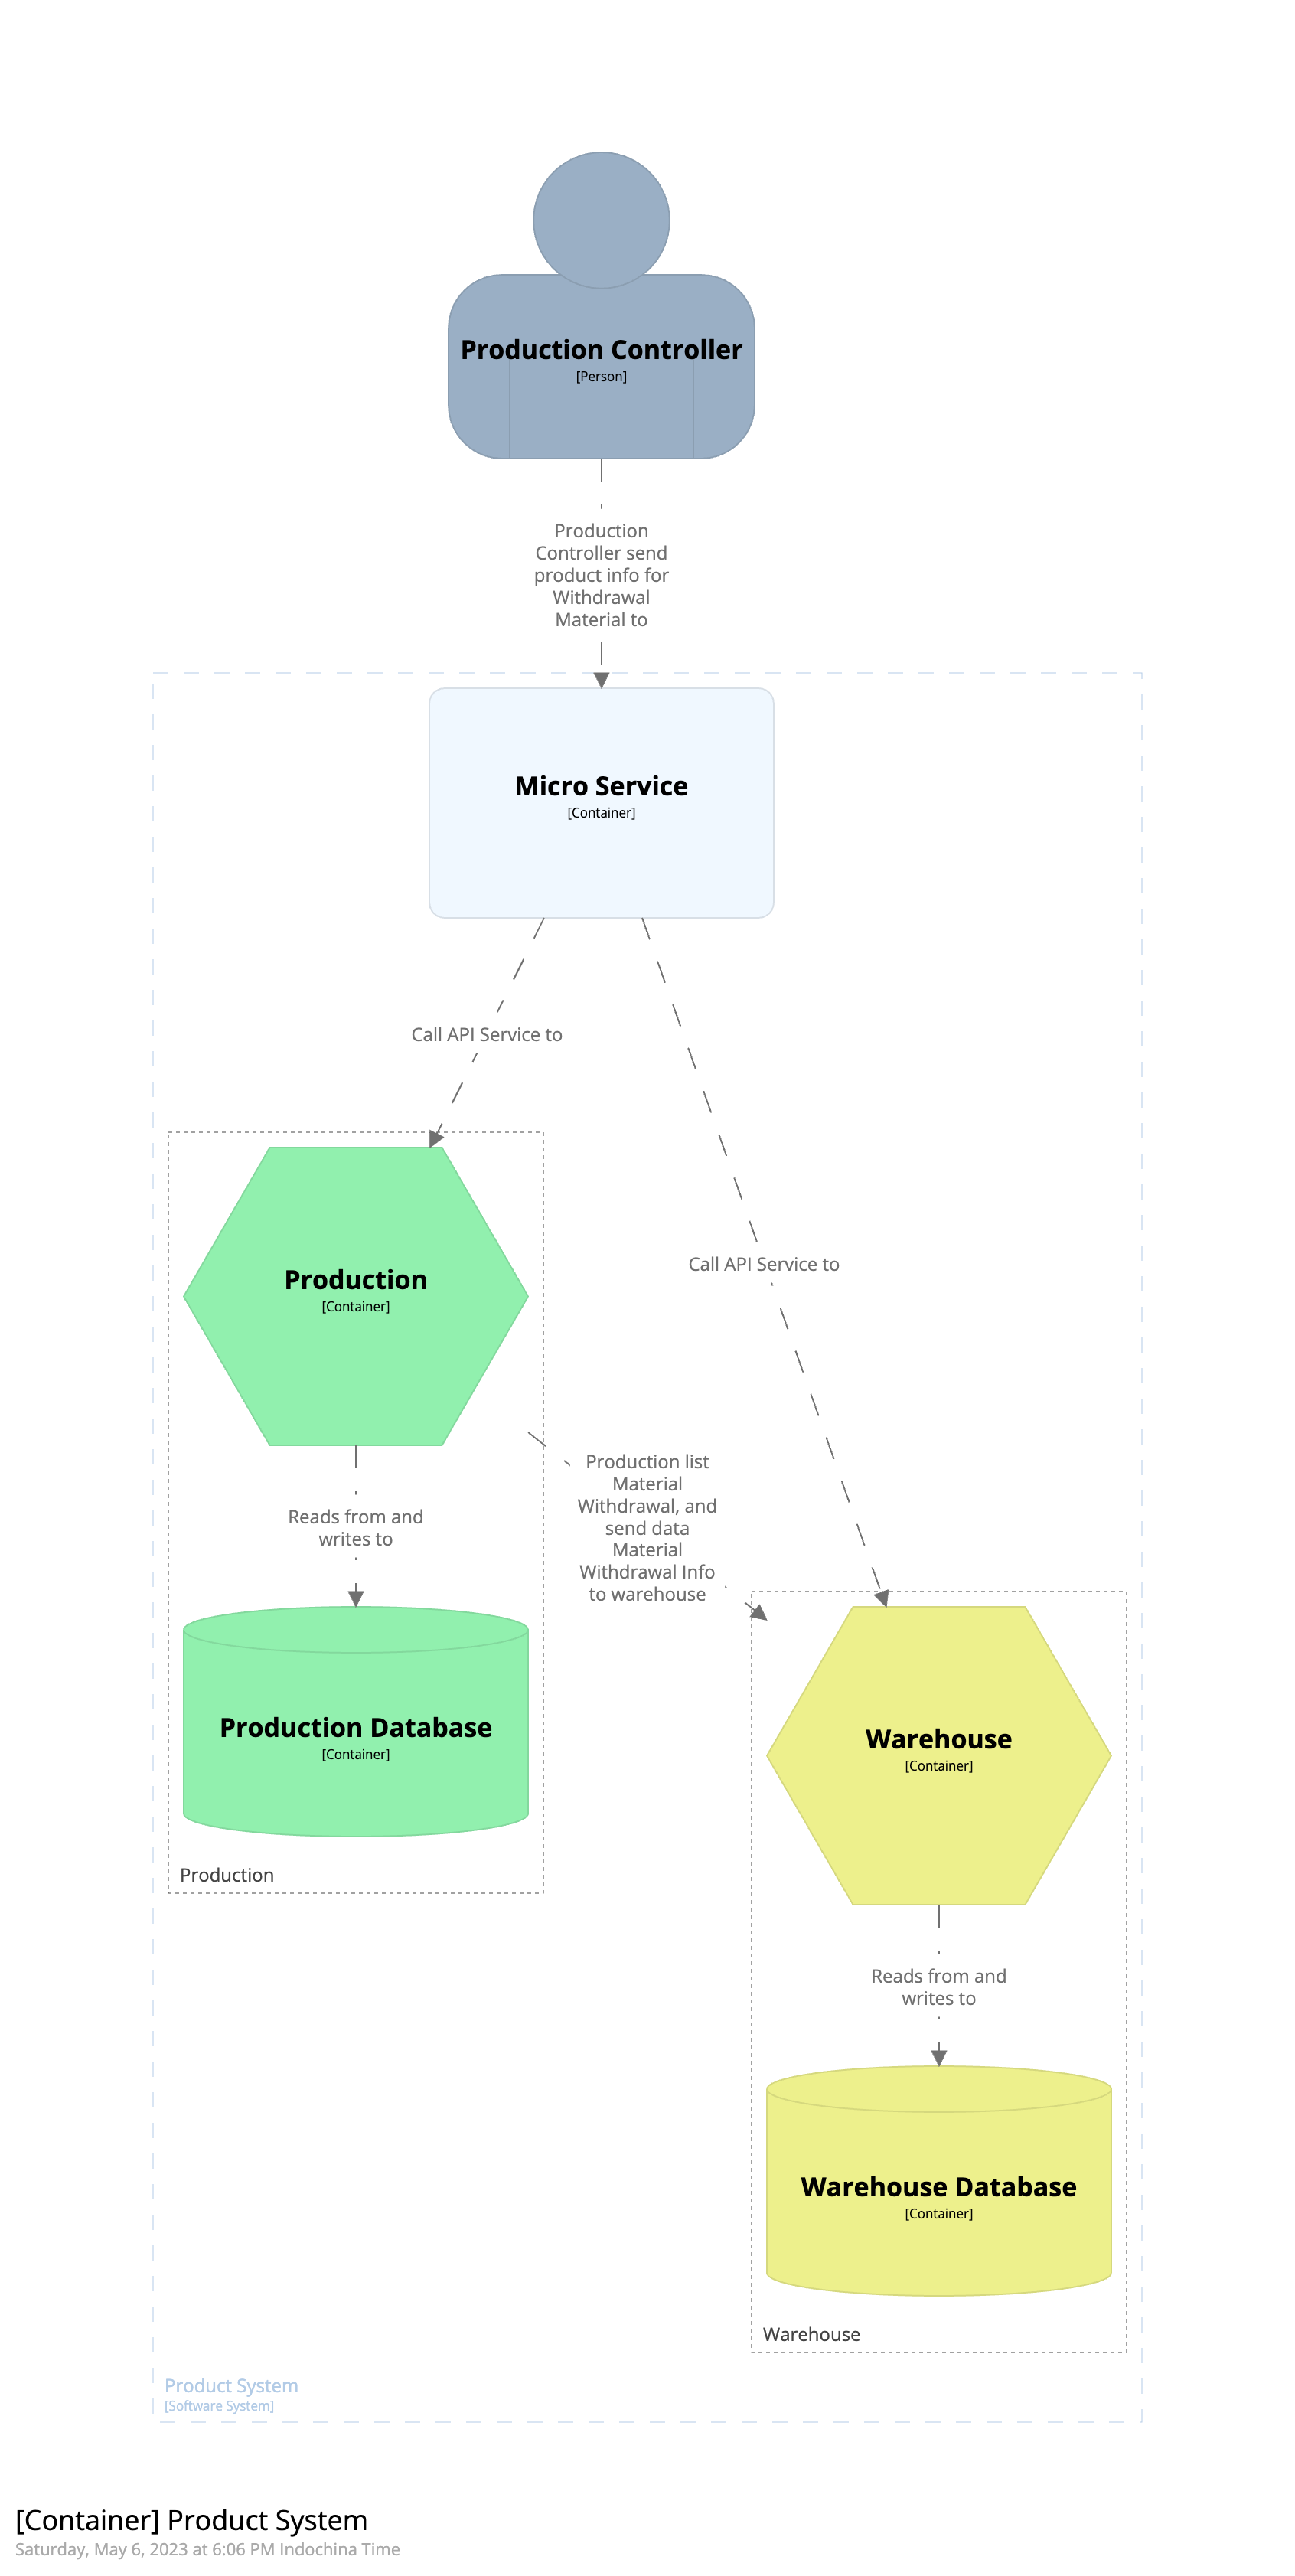 Production Controller
[Person]
Production
Controller send
product info for
Withdrawal
Material to
Micro Service
[Container]
Call API Service to
Call API Service to
Production
[Container]
Production list
Material
Withdrawal, and
send data
Material
Withdrawal Info
to warehouse
Reads from and
writes to
Production Database
[Container]
Production
Warehouse
[Container]
Reads from and
writes to
Warehouse Database
[Container]
Warehouse
Product System
[Software System]
[Container] Product System
Saturday, May 6, 2023 at 6:06 PM Indochina Time